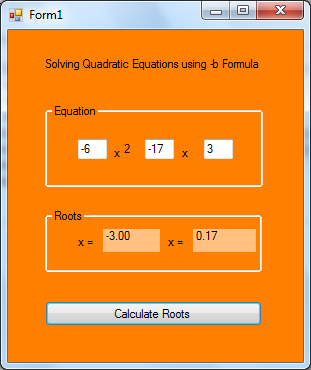 Form1
Solving Quadratic Equations using -b Formula
Equation
-6 x 2 -17 x 3
Roots
x = -3.00 x = 0.17
Calculate Roots